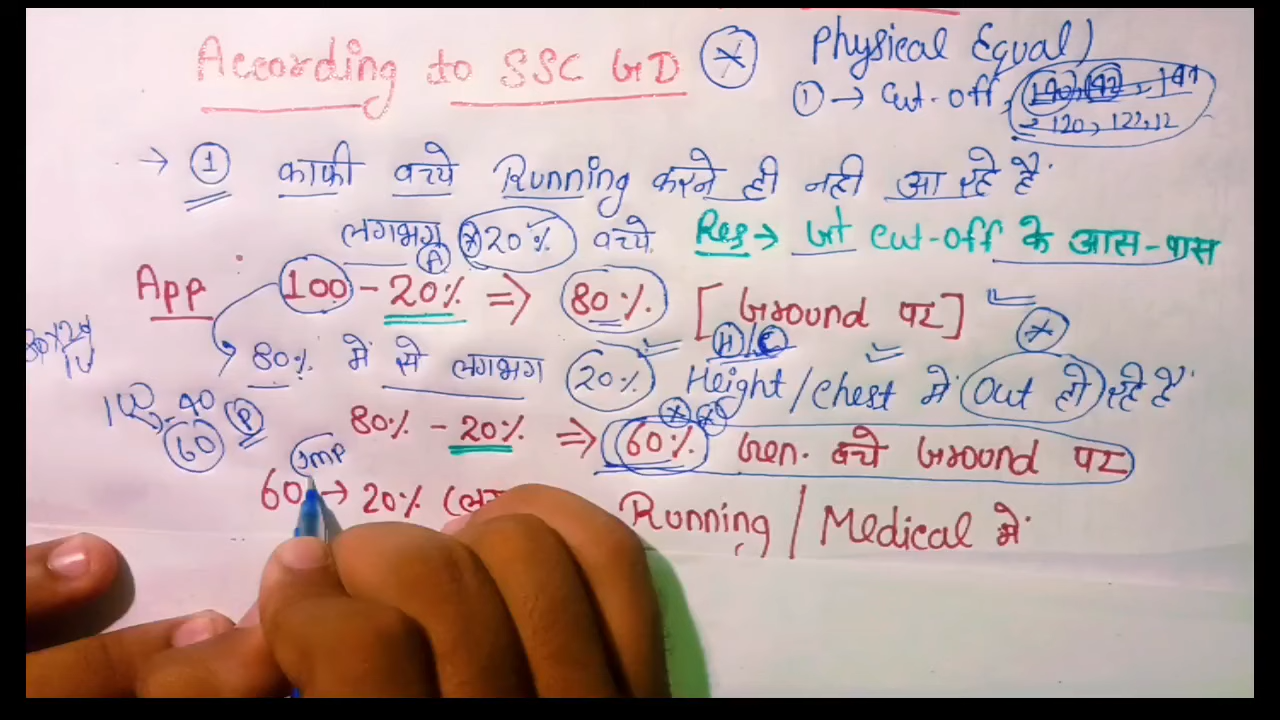 According to SSC GD
Physical Equal)
① → Cut-off,
120, 122, 12
→ ① काफी बच्चे Running करने ही नही आ रहे हैं
लगभग 20% बच्चे Res → GD Cut-off के आस-पास
App 100 - 20% ⇒ 80% [Ground पर]
80% में से लगभग 20% Height/Chest में Out हो रहे हैं
H/C
80% - 20% ⇒ 60% Gen. बचे Ground पर
40
60 P
Imp
60 → 20% Running / Medical में